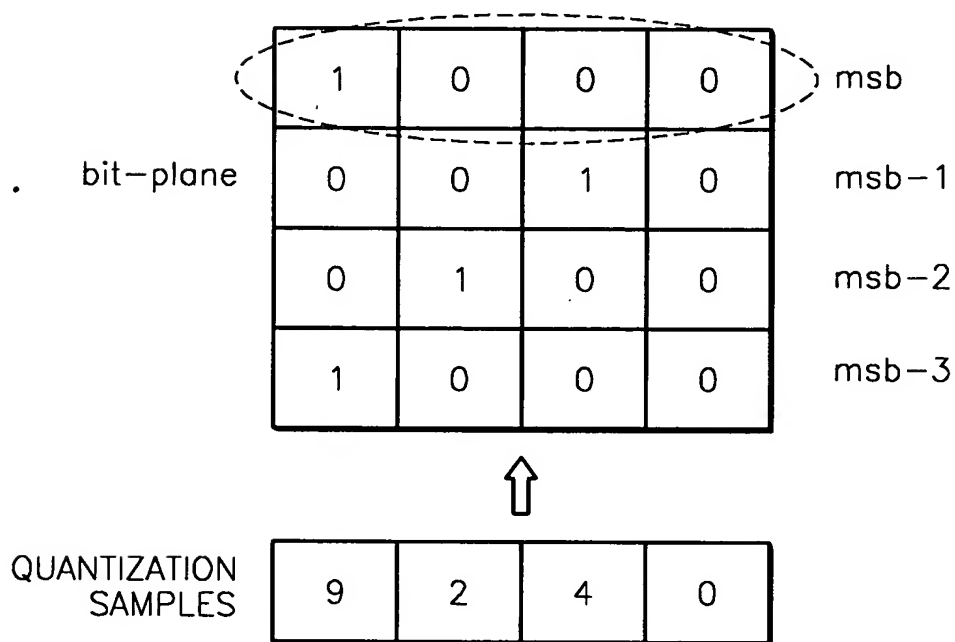 1 0 0 0 msb
bit-plane 0 0 1 0 msb-1
0 1 0 0 msb-2
1 0 0 0 msb-3
QUANTIZATION
SAMPLES 9 2 4 0